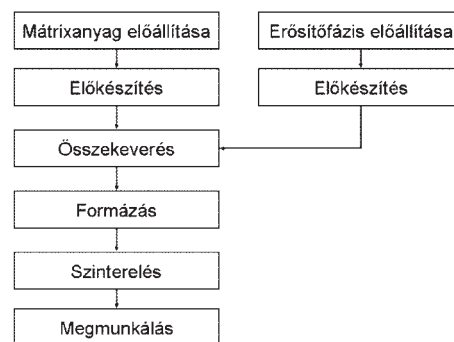 Mátrixanyag előállítása
Erősítőfázis előállítása
Előkészítés
Előkészítés
Összekeverés
Formázás
Szinterelés
Megmunkálás